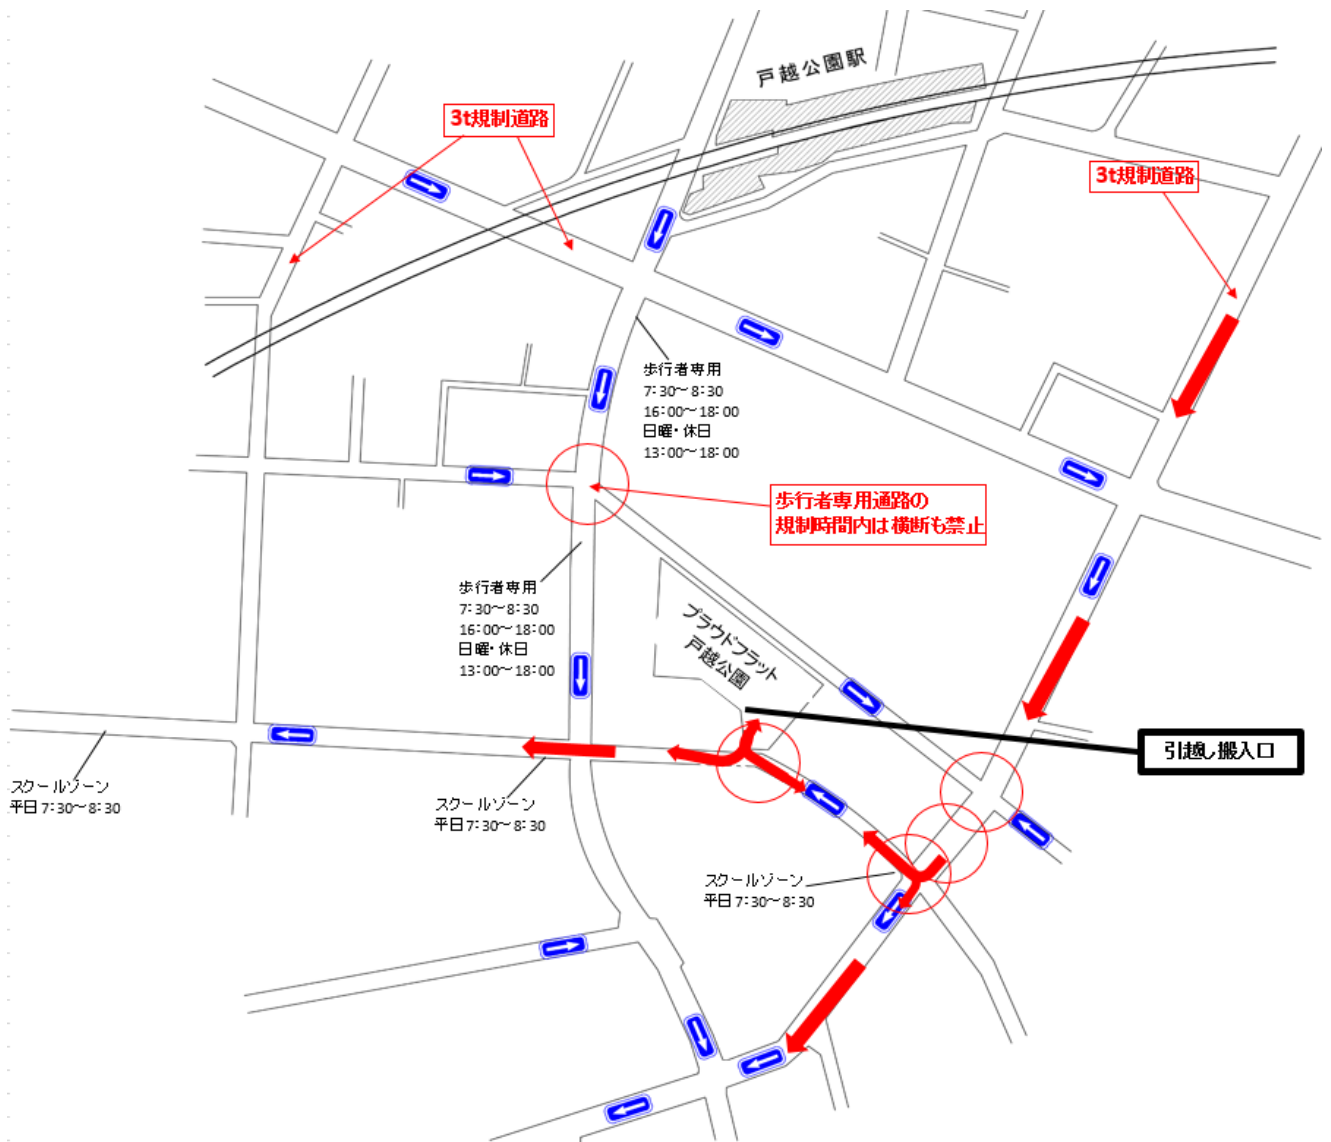 戸越公園駅
3t規制道路
3t規制道路
歩行者専用
7:30～8:30
16:00～18:00
日曜・休日
13:00～18:00
歩行者専用通路の
規制時間内は横断も禁止
歩行者専用
7:30～8:30
16:00～18:00
日曜・休日
13:00～18:00
プラウドフラット
戸越公園
引越し搬入口
スクールゾーン
平日7:30～8:30
スクールゾーン
平日7:30～8:30
スクールゾーン
平日7:30～8:30